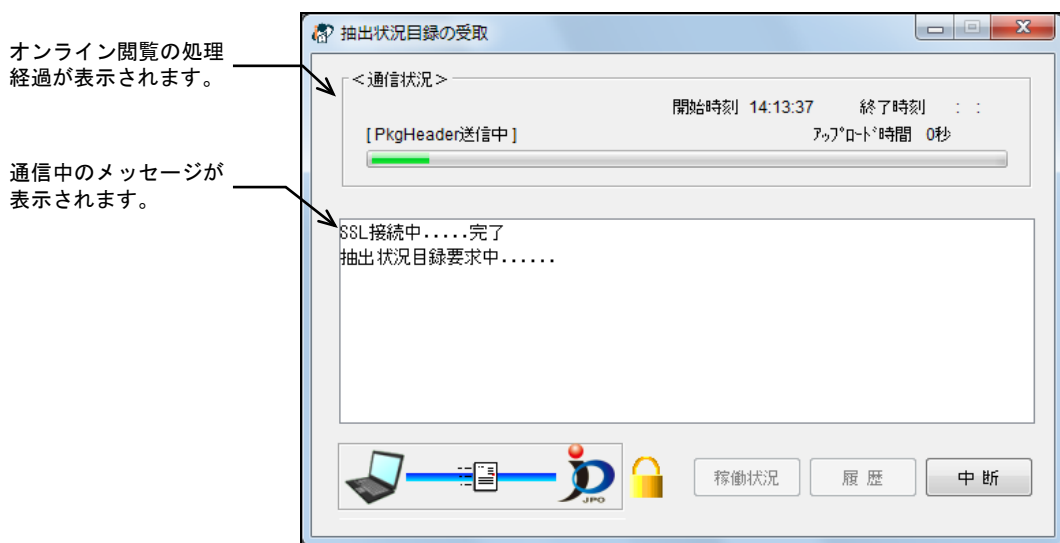 抽出状況目録の受取
オンライン閲覧の処理
経過が表示されます。
<通信状況>
開始時刻 14:13:37 終了時刻 : :
[PkgHeader送信中] ｱｯﾌﾟﾛｰﾄﾞ時間 0秒
通信中のメッセージが
表示されます。
SSL接続中.....完了
抽出状況目録要求中......
JPO
稼働状況 履 歴 中 断